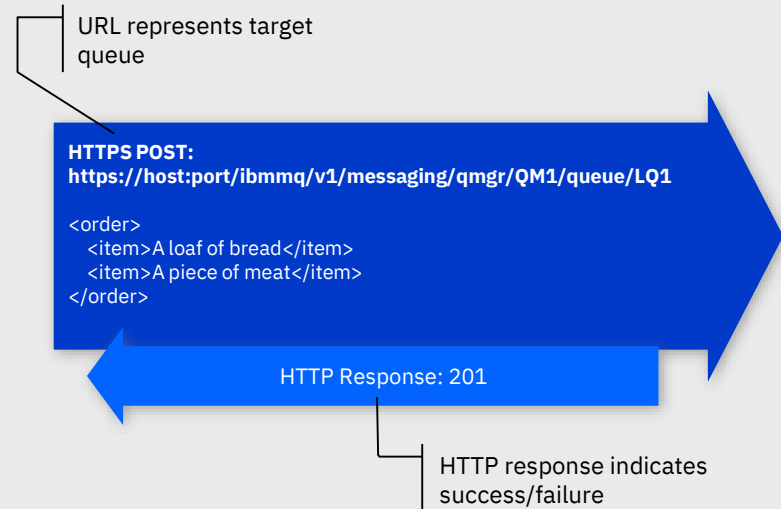 URL represents target
queue
HTTPS POST:
https://host:port/ibmmq/v1/messaging/qmgr/QM1/queue/LQ1
<order>
<item>A loaf of bread</item>
<item>A piece of meat</item>
</order>
HTTP Response: 201
HTTP response indicates
success/failure